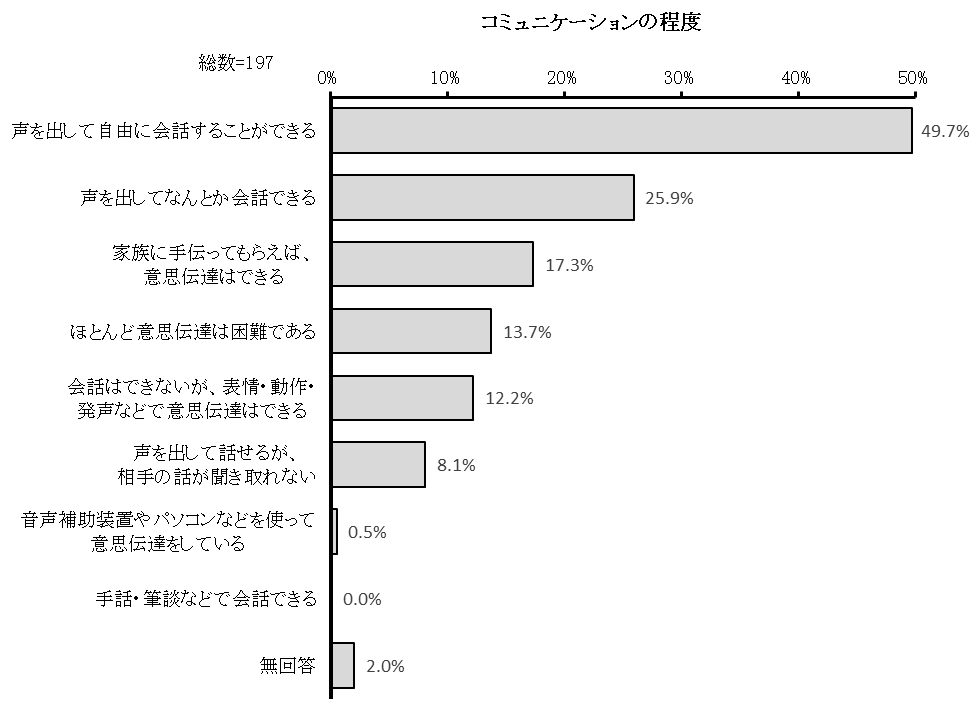 コミュニケーションの程度
総数=197
0%
10%
20%
30%
40%
50%
声を出して自由に会話することができる
49.7%
声を出してなんとか会話できる
25.9%
家族に手伝ってもらえば、
意思伝達はできる
17.3%
ほとんど意思伝達は困難である
13.7%
会話はできないが、表情・動作・
発声などで意思伝達はできる
12.2%
声を出して話せるが、
相手の話が聞き取れない
8.1%
音声補助装置やパソコンなどを使って
意思伝達をしている
0.5%
手話・筆談などで会話できる
0.0%
無回答
2.0%